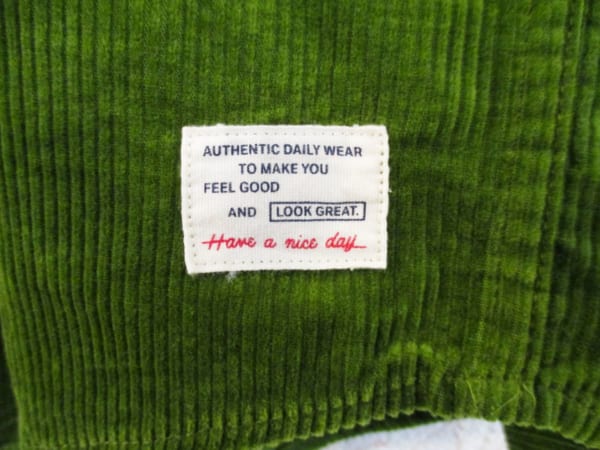 AUTHENTIC DAILY WEAR
TO MAKE YOU
FEEL GOOD
AND LOOK GREAT.
Have a nice day